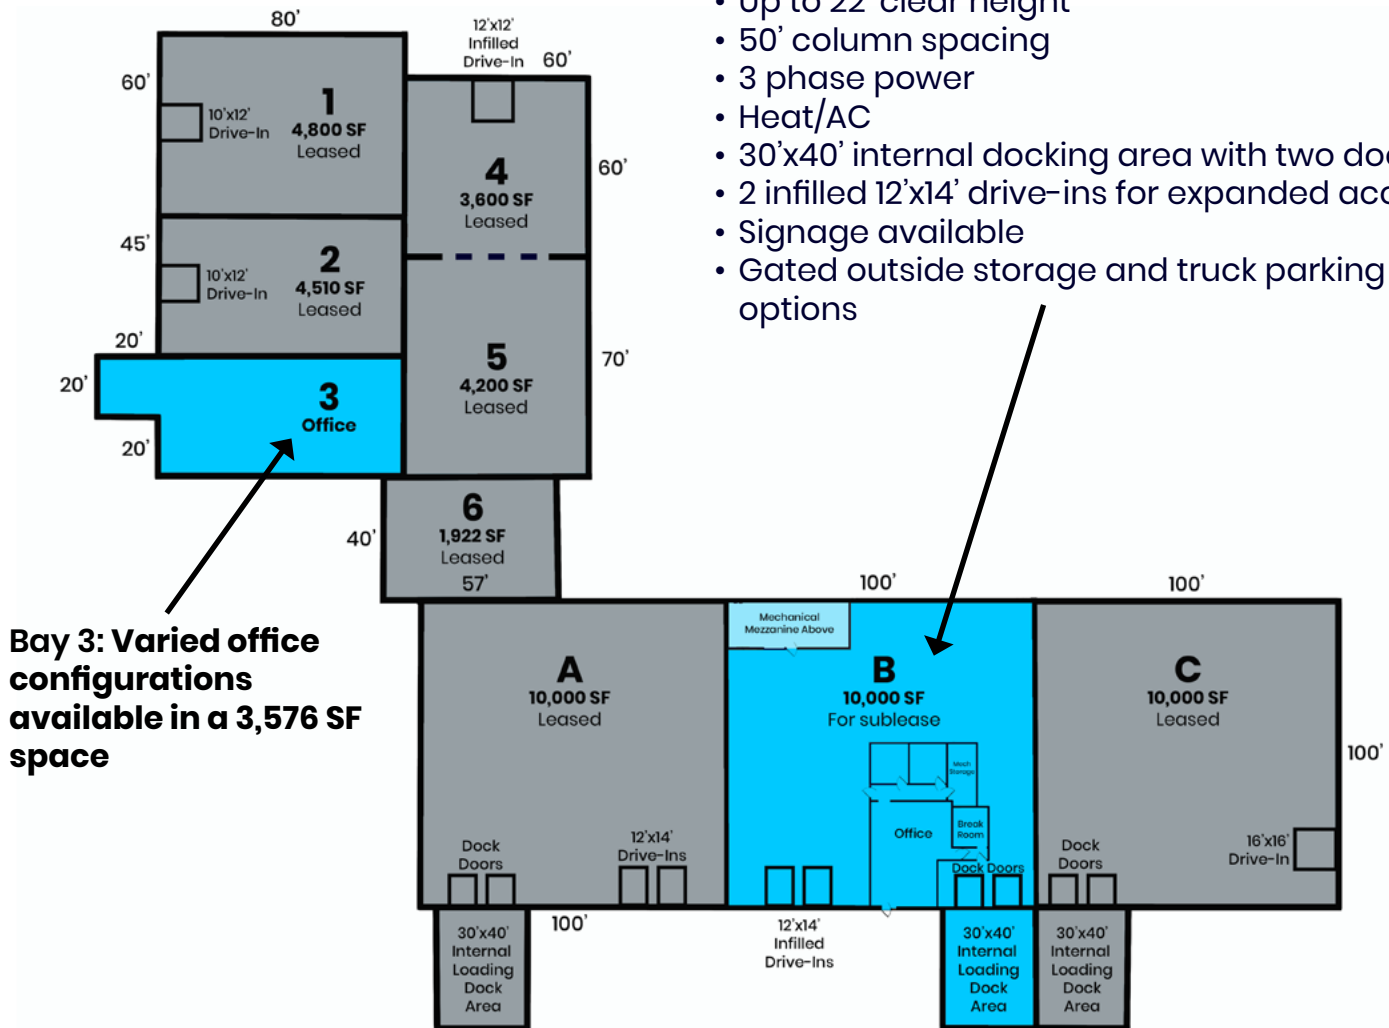 • Up to 22' clear height
• 50' column spacing
• 3 phase power
• Heat/AC
• 30'x40' internal docking area with two
• 2 infilled 12'x14' drive-ins for expanded
• Signage available
• Gated outside storage and truck parking
options
80'
60'
10'x12'
Drive-In
1
4,800 SF
Leased
12'x12'
Infilled
Drive-In
60'
4
3,600 SF
Leased
60'
45'
10'x12'
Drive-In
2
4,510 SF
Leased
20'
20'
20'
3
Office
5
4,200 SF
Leased
70'
6
1,922 SF
Leased
57'
40'
Bay 3: Varied office
configurations
available in a 3,576 SF
space
100'
100'
Mechanical
Mezzanine Above
A
10,000 SF
Leased
B
10,000 SF
For sublease
C
10,000 SF
Leased
100'
Mech
Storage
Office
Break
Room
Dock
Doors
12'x14'
Drive-Ins
Dock Doors
Dock
Doors
16'x16'
Drive-In
100'
30'x40'
Internal
Loading
Dock
Area
12'x14'
Infilled
Drive-Ins
30'x40'
Internal
Loading
Dock
Area
30'x40'
Internal
Loading
Dock
Area